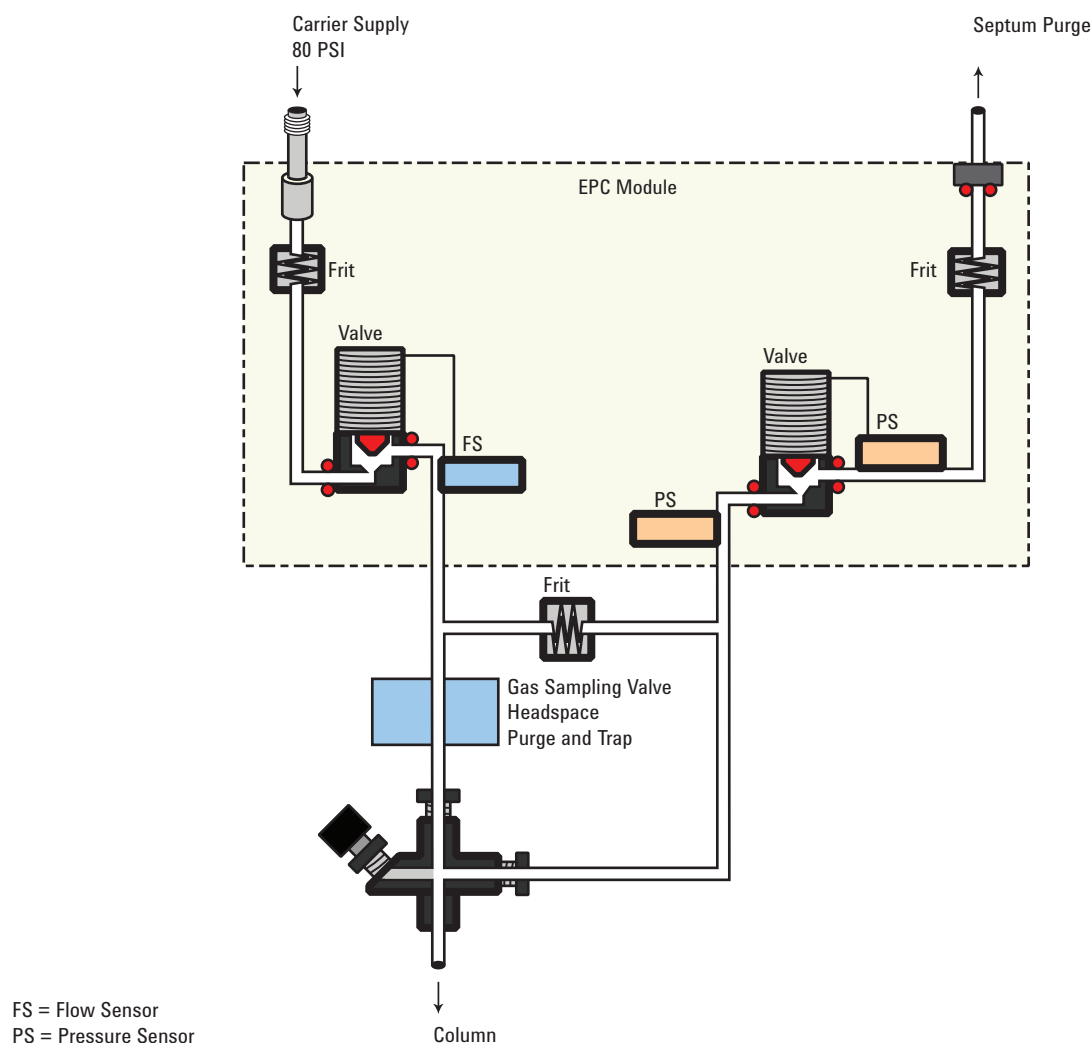 Carrier Supply
80 PSI
Septum Purge
EPC Module
Frit
Frit
Valve
Valve
PS
FS
PS
Frit
Gas Sampling Valve
Headspace
Purge and Trap
FS = Flow Sensor
PS = Pressure Sensor
Column